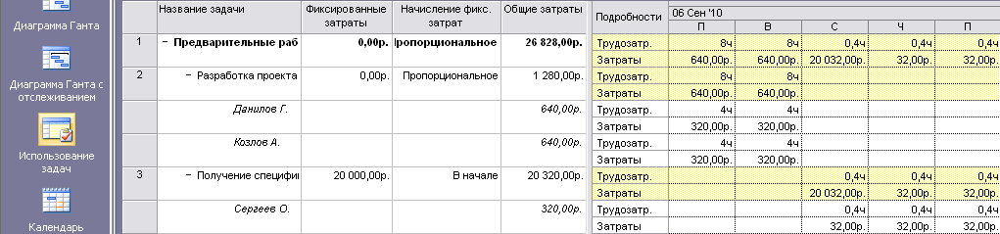 Диаграмма Ганта
Диаграмма Ганта с
отслеживанием
Использование
задач
Календарь
Название задачи Фиксированные затраты Начисление фикс. затрат Общие затраты Подробности 06 Сен '10
П В С Ч П
1 − Предварительные раб 0,00р. Пропорциональное 26 828,00р. Трудозатр. 8ч 8ч 0,4ч 0,4ч 0,4ч
Затраты 640,00р. 640,00р. 20 032,00р. 32,00р. 32,00р.
2 − Разработка проекта 0,00р. Пропорциональное 1 280,00р. Трудозатр. 8ч 8ч
Затраты 640,00р. 640,00р.
Данилов Г. 640,00р. Трудозатр. 4ч 4ч
Затраты 320,00р. 320,00р.
Козлов А. 640,00р. Трудозатр. 4ч 4ч
Затраты 320,00р. 320,00р.
3 − Получение специфи 20 000,00р. В начале 20 320,00р. Трудозатр. 0,4ч 0,4ч 0,4ч
Затраты 20 032,00р. 32,00р. 32,00р.
Сергеев О. 320,00р. Трудозатр. 0,4ч 0,4ч 0,4ч
Затраты 32,00р. 32,00р. 32,00р.